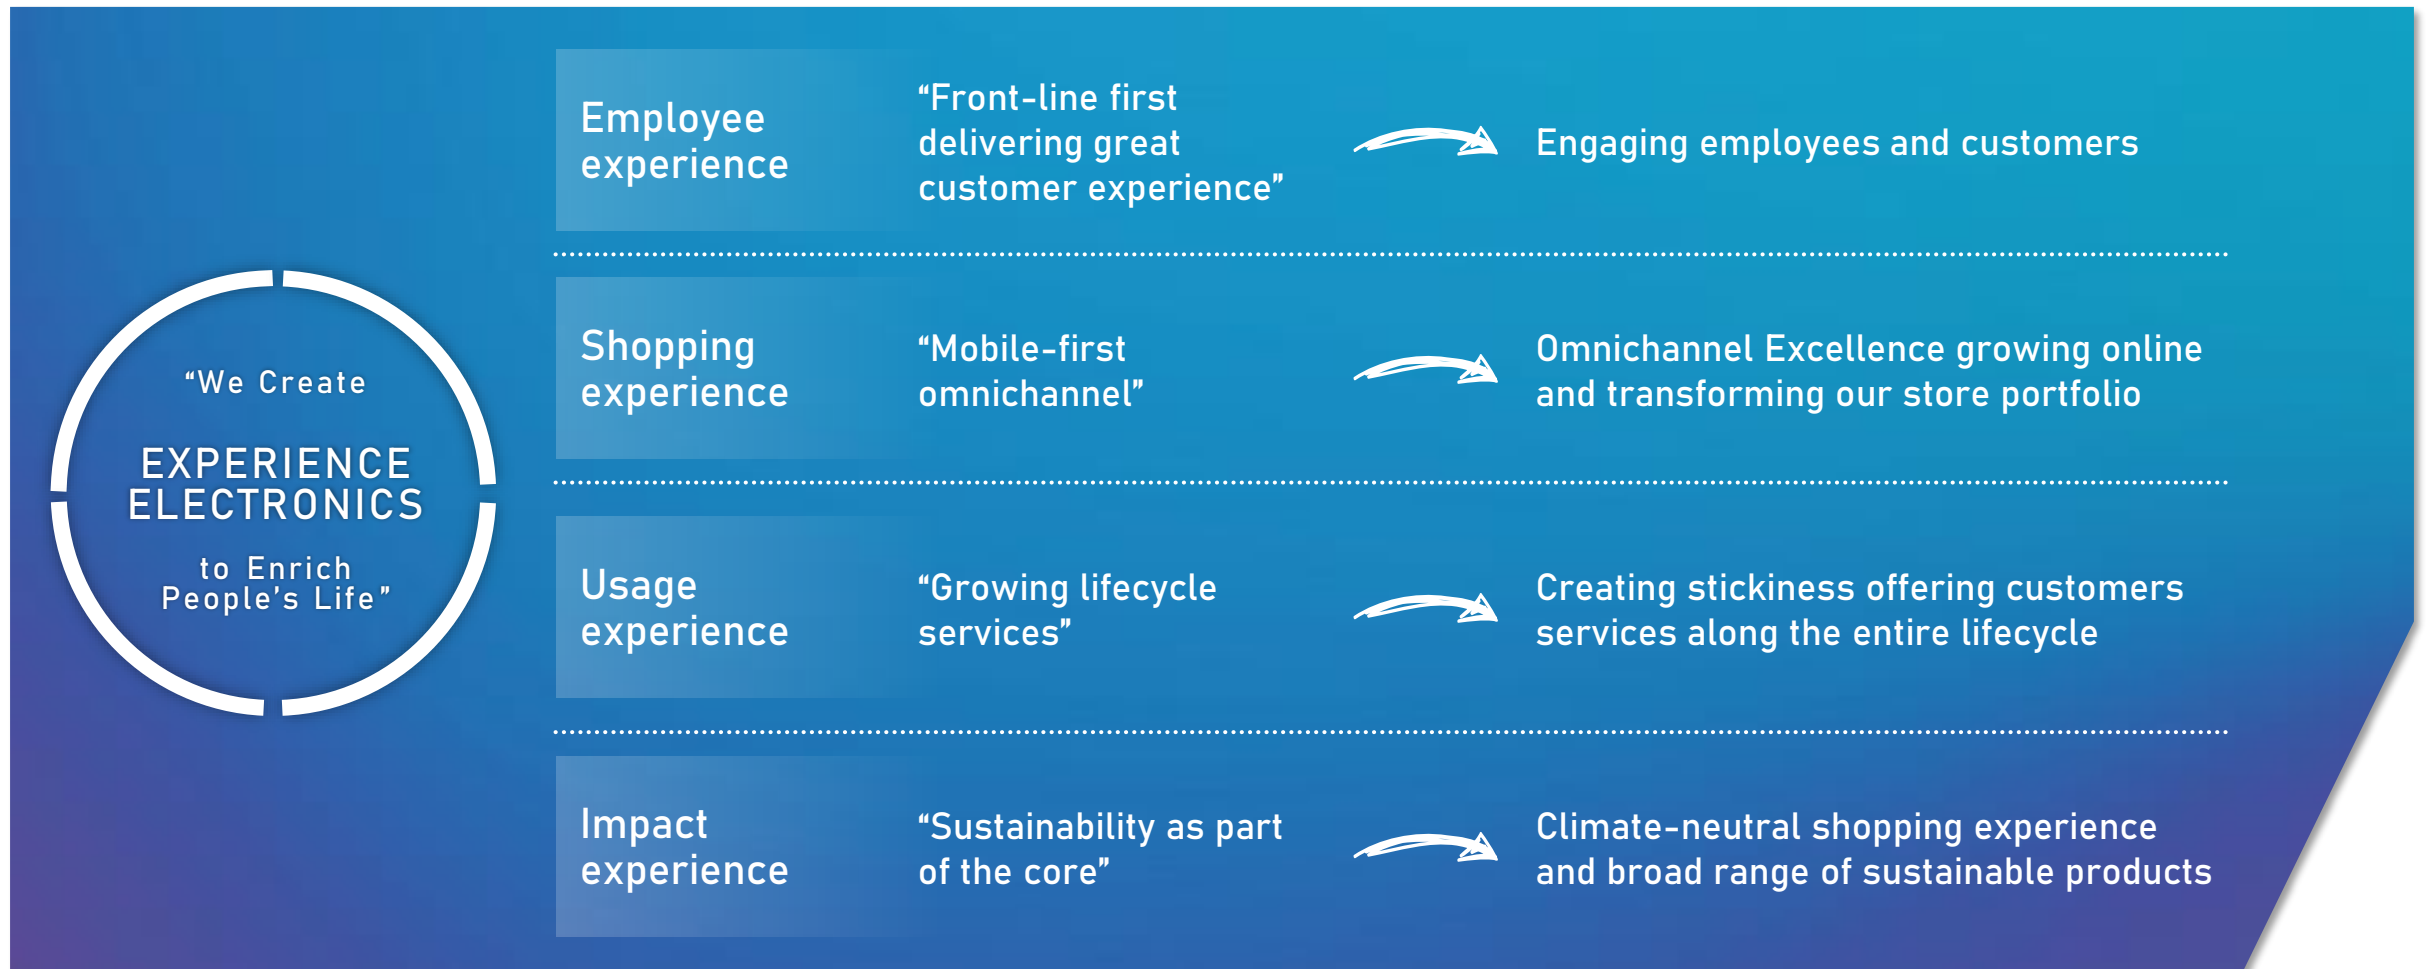 “We Create
EXPERIENCE
ELECTRONICS
to Enrich
People’s Life”
Employee
experience
“Front-line first
delivering great
customer experience”
Engaging employees and customers
Shopping
experience
“Mobile-first
omnichannel”
Omnichannel Excellence growing online
and transforming our store portfolio
Usage
experience
“Growing lifecycle
services”
Creating stickiness offering customers
services along the entire lifecycle
Impact
experience
“Sustainability as part
of the core”
Climate-neutral shopping experience
and broad range of sustainable products